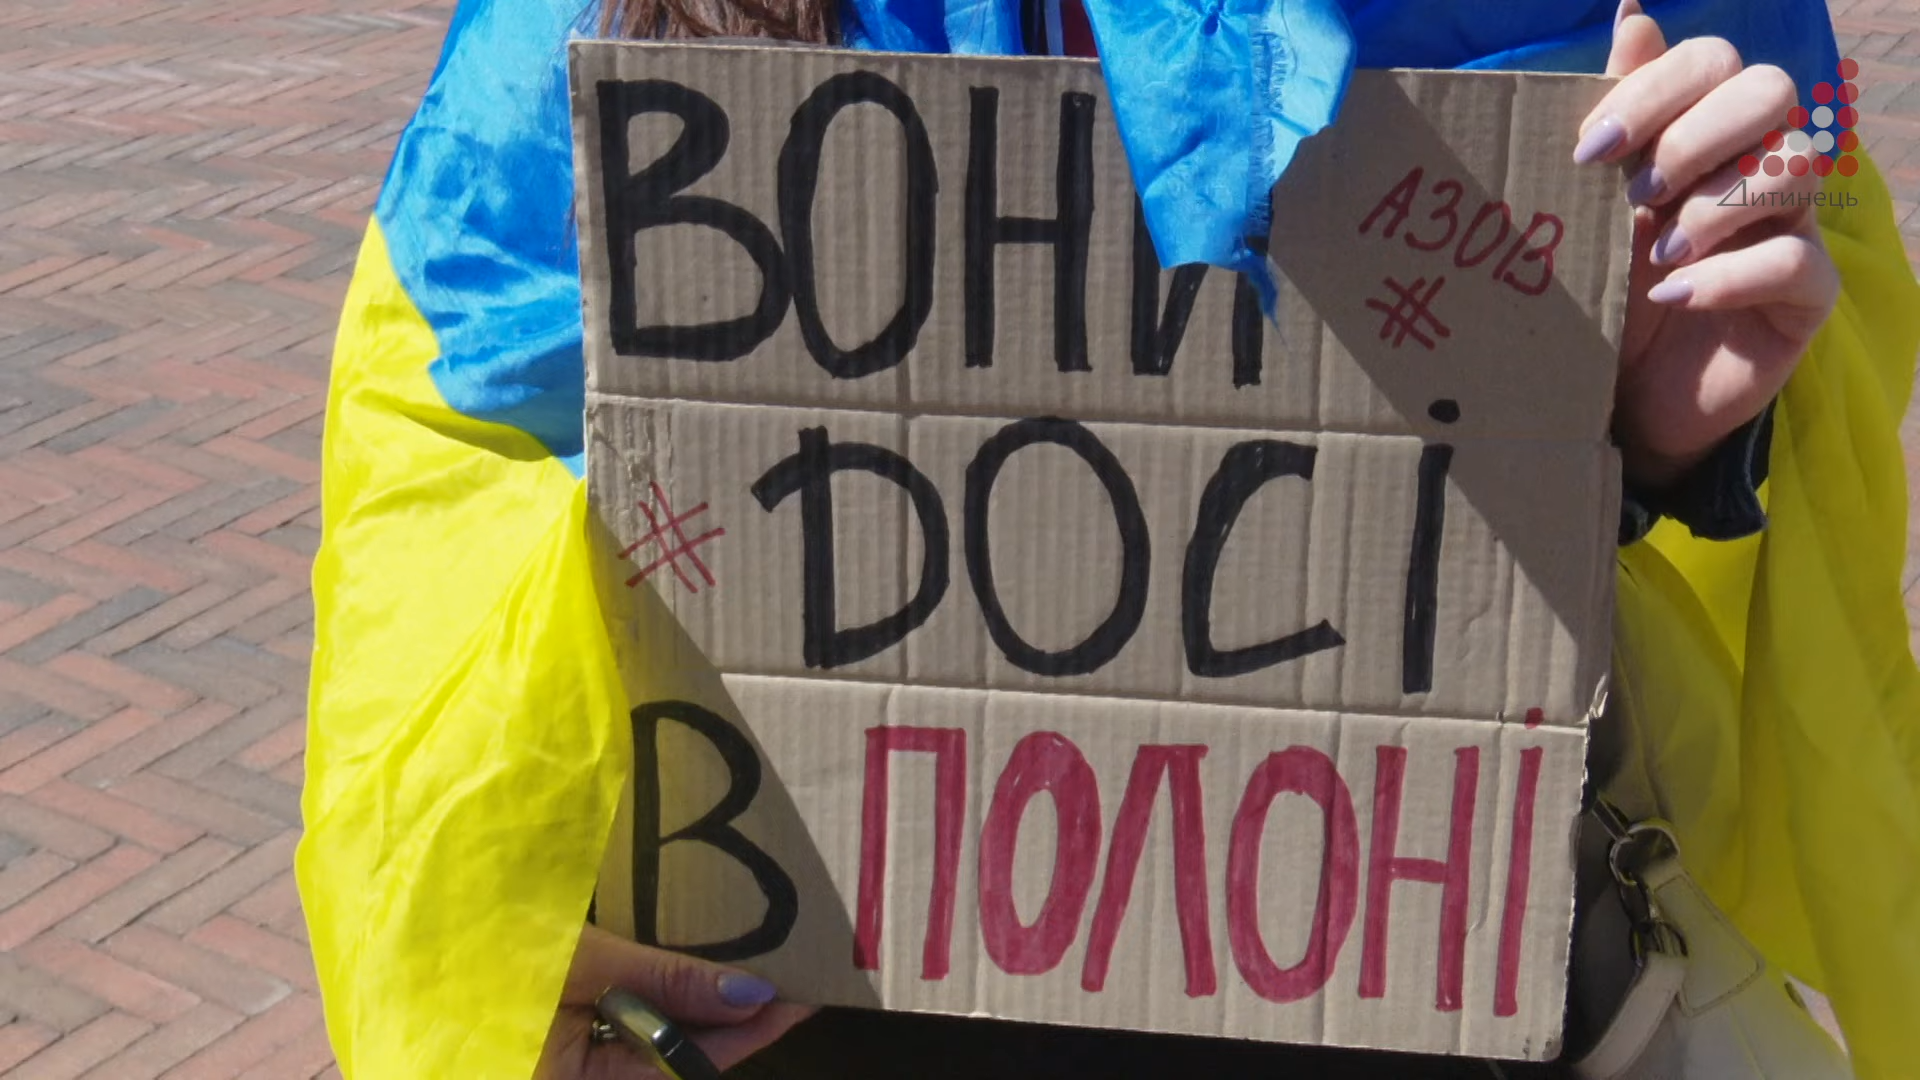 ВОНИ
АЗОВ
#
# ДОСІ
В ПОЛОНІ
Дитинець